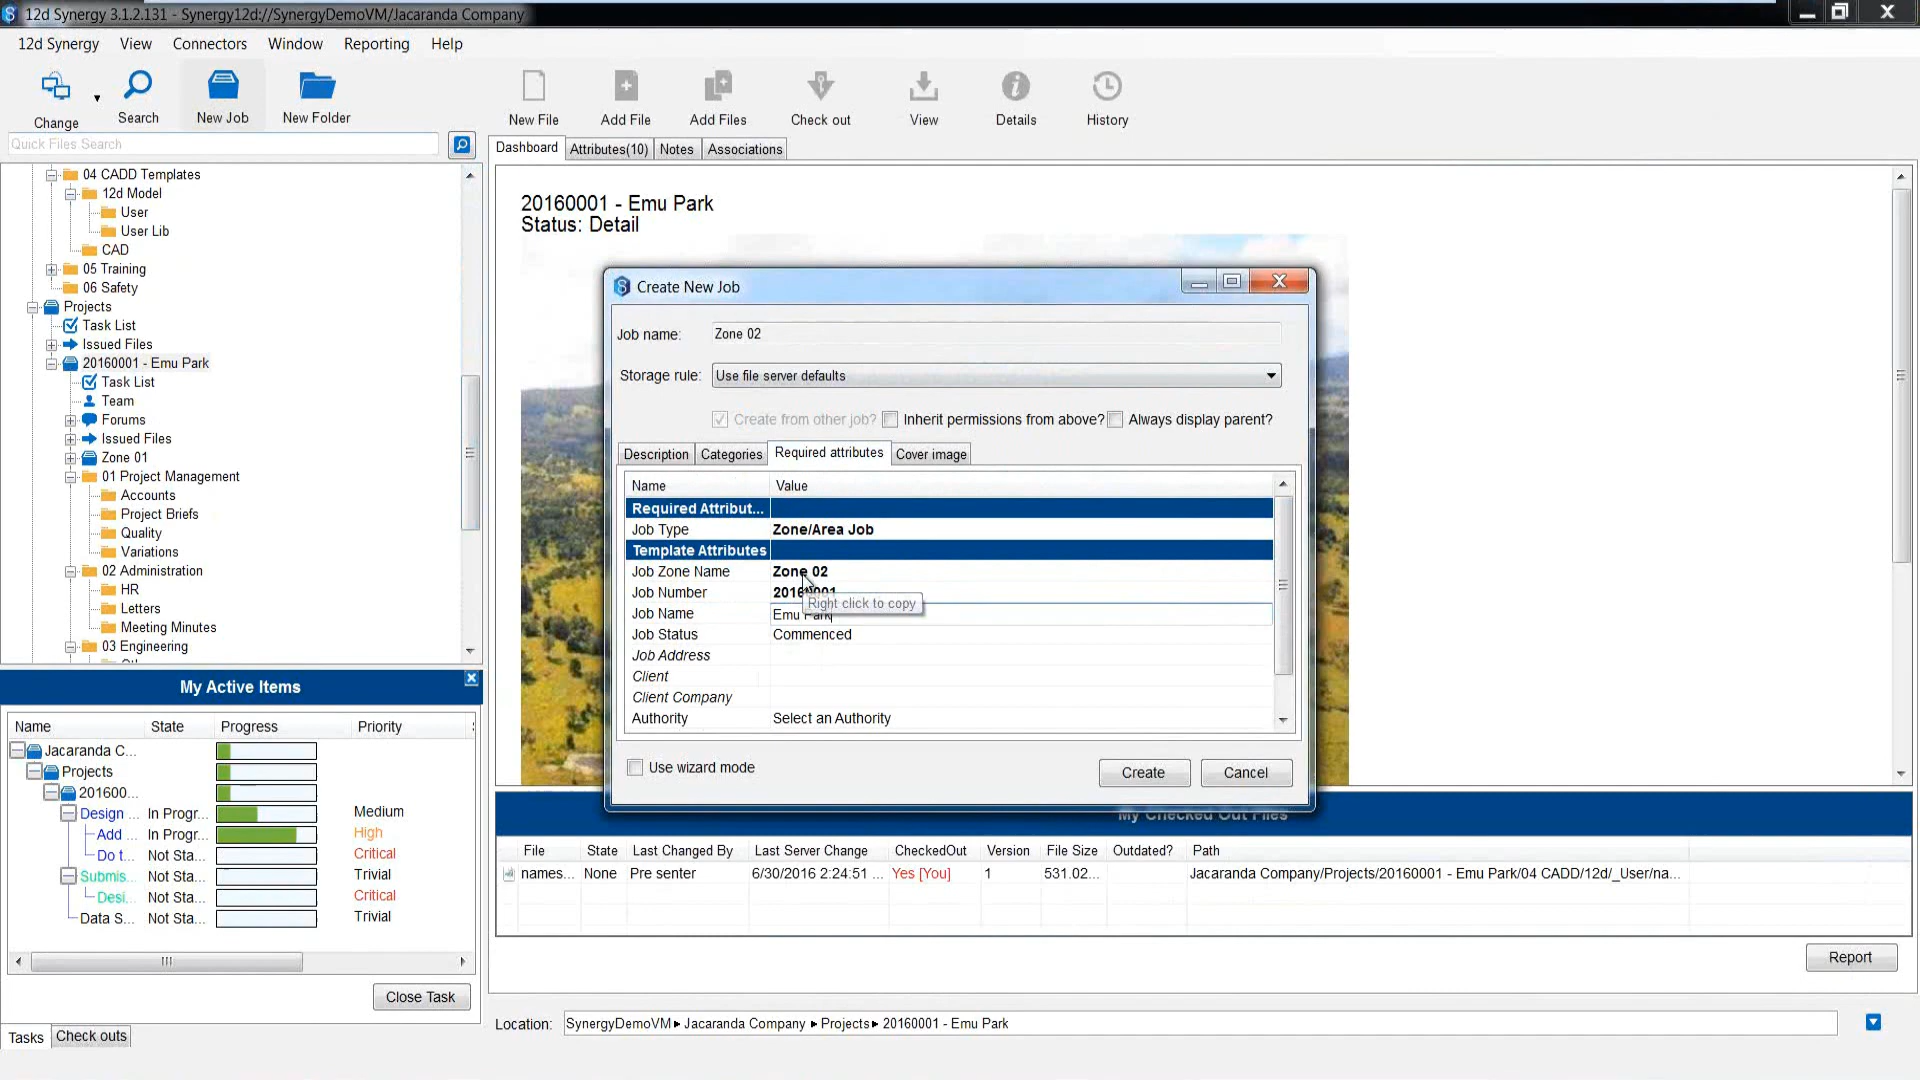 12d Synergy 3.1.2.131 - Synergy12d://SynergyDemoVM/Jacaranda Company
12d Synergy View Connectors Window Reporting Help
Change Search New Job New Folder New File Add File Add Files Check out View Details History
Quick Files Search
Dashboard Attributes(10) Notes Associations
04 CADD Templates
12d Model
User
User Lib
CAD
05 Training
06 Safety
Projects
Task List
Issued Files
20160001 - Emu Park
Task List
Team
Forums
Issued Files
Zone 01
01 Project Management
Accounts
Project Briefs
Quality
Variations
02 Administration
HR
Letters
Meeting Minutes
03 Engineering
20160001 - Emu Park
Status: Detail
Create New Job
Job name: Zone 02
Storage rule: Use file server defaults
Create from other job? Inherit permissions from above? Always display parent?
Description Categories Required attributes Cover image
Name Value
Required Attribut...
Job Type Zone/Area Job
Template Attributes
Job Zone Name Zone 02
Job Number 20160001
Right click to copy
Job Name Emu Park
Job Status Commenced
Job Address
Client
Client Company
Authority Select an Authority
Use wizard mode
Create Cancel
My Active Items
Name State Progress Priority
Jacaranda C...
Projects
201600...
Design ... In Progr... Medium
Add ... In Progr... High
Do t... Not Sta... Critical
Submis... Not Sta... Trivial
Desi... Not Sta... Critical
Data S... Not Sta... Trivial
Close Task
Tasks Check outs
My Checked Out Files
File State Last Changed By Last Server Change CheckedOut Version File Size Outdated? Path
names... None Pre senter 6/30/2016 2:24:51 ... Yes [You] 1 531.02... Jacaranda Company/Projects/20160001 - Emu Park/04 CADD/12d/_User/na...
Report
Location: SynergyDemoVM Jacaranda Company Projects 20160001 - Emu Park